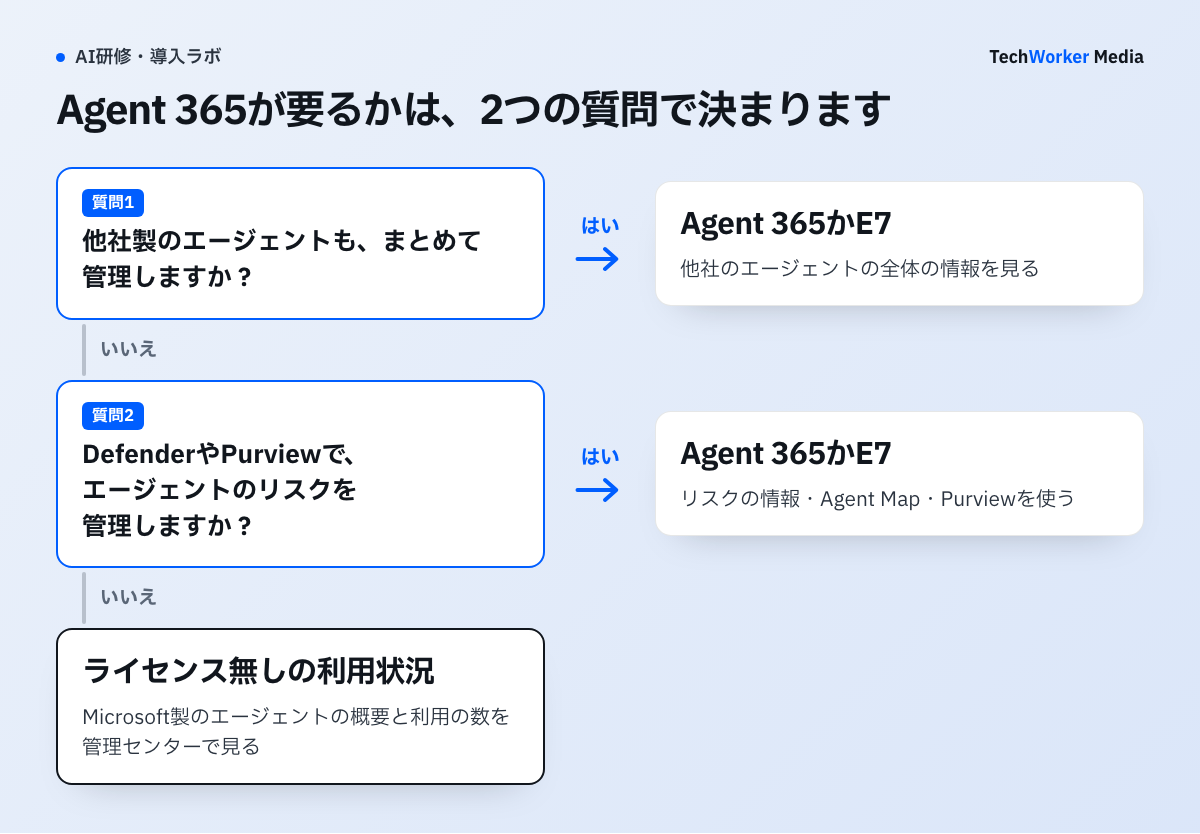 AI研修・導入ラボ
TechWorker Media
Agent 365が要るかは、2つの質問で決まります
質問1
他社製のエージェントも、まとめて
管理しますか？
はい
Agent 365かE7
他社のエージェントの全体の情報を見る
いいえ
質問2
DefenderやPurviewで、
エージェントのリスクを
管理しますか？
はい
Agent 365かE7
リスクの情報・Agent Map・Purviewを使う
いいえ
ライセンス無しの利用状況
Microsoft製のエージェントの概要と利用の数を
管理センターで見る